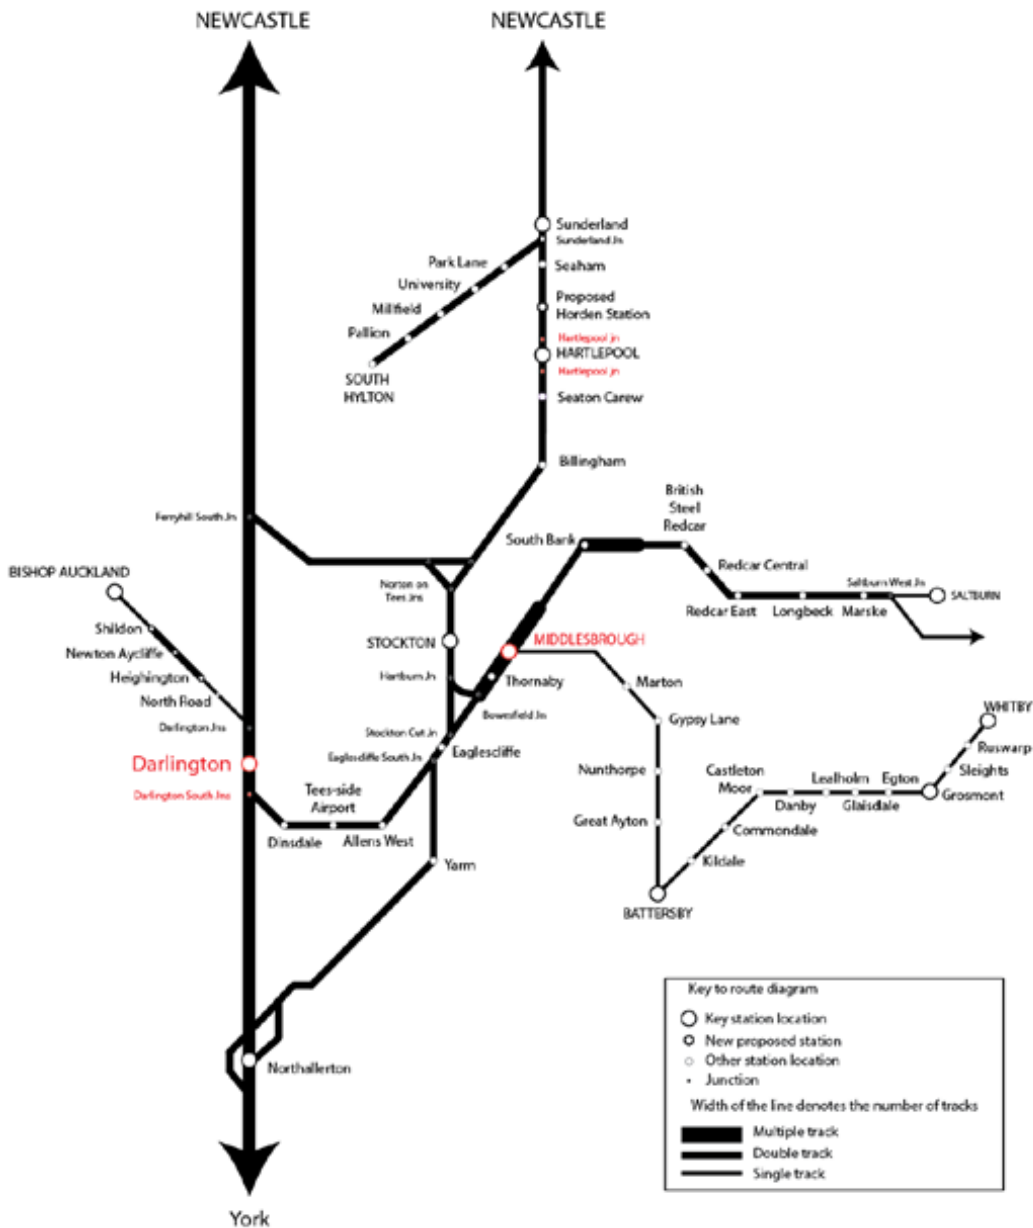 NEWCASTLE
NEWCASTLE
Sunderland
Sunderland Jn
Park Lane
Seaham
University
Proposed
Horden Station
Millfield
Pallion
Hartlepool jn
HARTLEPOOL
Hartlepool jn
SOUTH
HYLTON
Seaton Carew
Billingham
British
Steel
Redcar
Ferryhill South Jn
South Bank
Redcar Central
BISHOP AUCKLAND
Norton on
Tees Jns
Saltburn West Jn
SALTBURN
Redcar East
Longbeck
Marske
Shildon
STOCKTON
MIDDLESBROUGH
Newton Aycliffe
Heighington
Hartburn Jn
Thornaby
Marton
North Road
Bowesfield Jn
WHITBY
Darlington Jns
Stockton Cut Jn
Gypsy Lane
Eaglescliffe South Jn
Eaglescliffe
Ruswarp
Darlington
Nunthorpe
Castleton
Moor
Lealholm
Egton
Sleights
Darlington South Jns
Tees-side
Airport
Grosmont
Danby
Glaisdale
Great Ayton
Commondale
Dinsdale
Allens West
Yarm
Kildale
BATTERSBY
Key to route diagram
Key station location
New proposed station
Other station location
Junction
Width of the line denotes the number of tracks
Multiple track
Double track
Single track
Northallerton
York